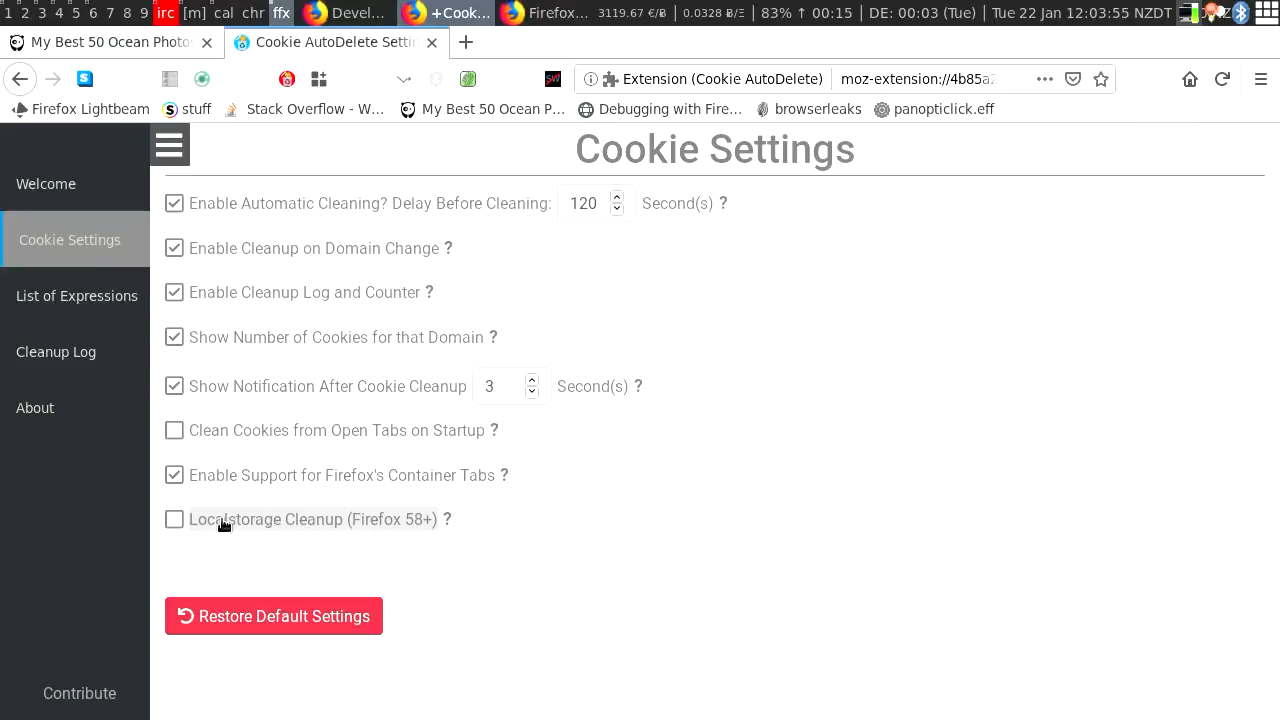 1 2 3 4 5 6 7 8 9 irc [m] cal chr ffx Devel... +Cook... Firefox... 3119.67 €/₿ 0.0328 ₿/Ξ 83% ↑ 00:15 DE: 00:03 (Tue) Tue 22 Jan 12:03:55 NZDT
My Best 50 Ocean Photo Cookie AutoDelete Settin
Extension (Cookie AutoDelete) moz-extension://4b85a2
Firefox Lightbeam stuff Stack Overflow - W... My Best 50 Ocean P... Debugging with Fire... browserleaks panopticlick.eff
Cookie Settings
Welcome
Cookie Settings
List of Expressions
Cleanup Log
About
Contribute
Enable Automatic Cleaning? Delay Before Cleaning: 120 Second(s) ?
Enable Cleanup on Domain Change ?
Enable Cleanup Log and Counter ?
Show Number of Cookies for that Domain ?
Show Notification After Cookie Cleanup 3 Second(s) ?
Clean Cookies from Open Tabs on Startup ?
Enable Support for Firefox's Container Tabs ?
Localstorage Cleanup (Firefox 58+) ?
Restore Default Settings